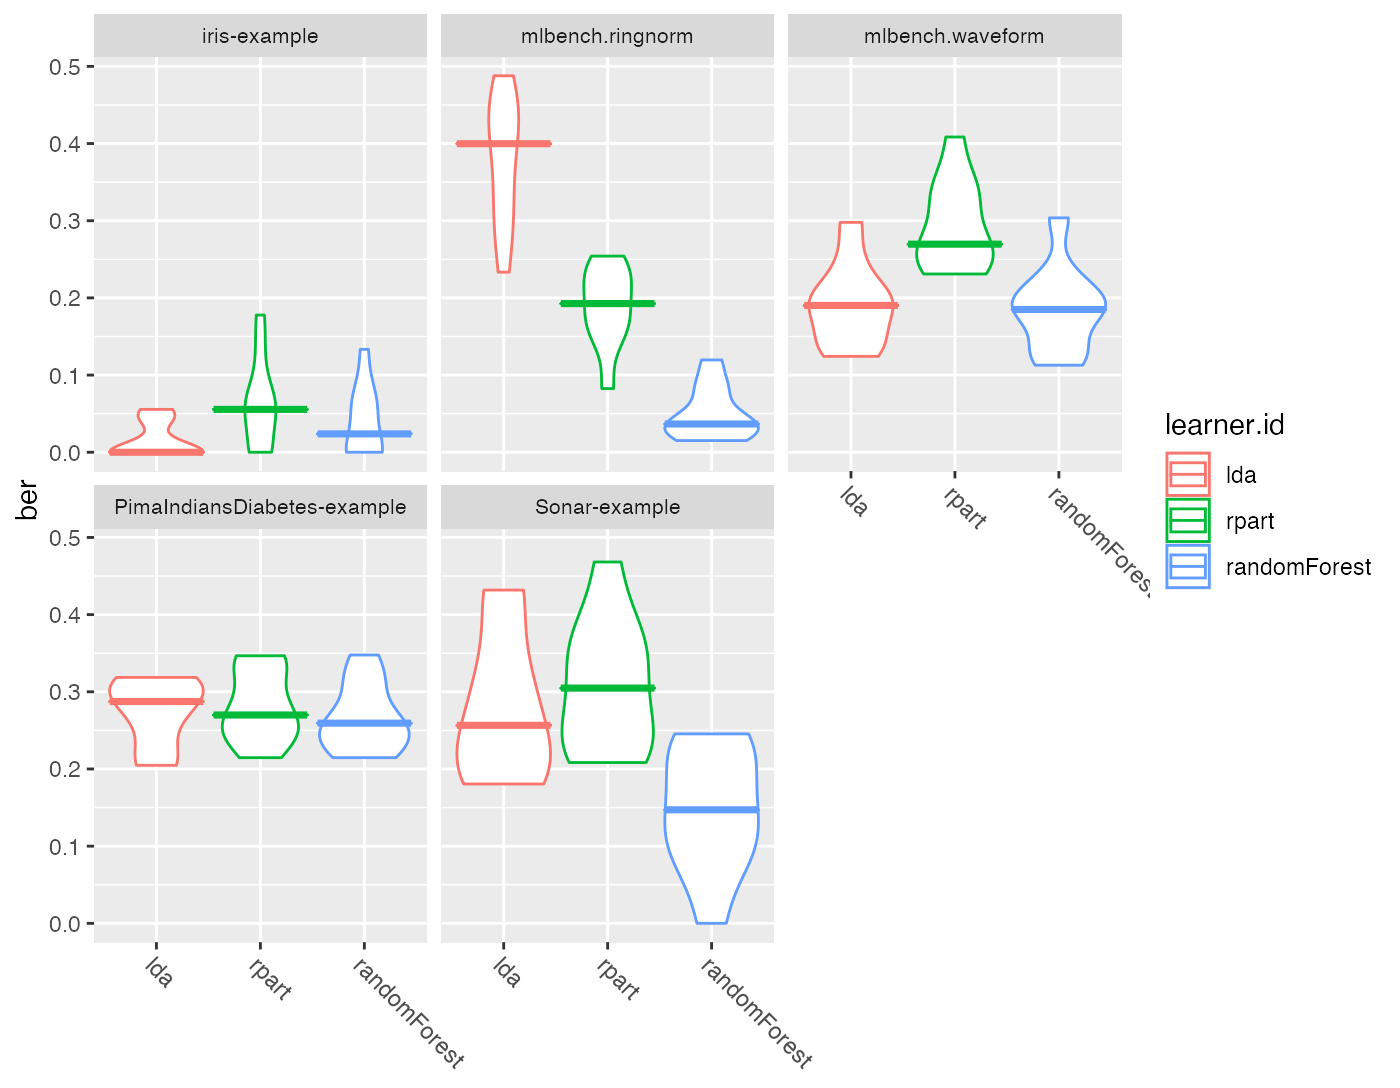 iris-example
mlbench.ringnorm
mlbench.waveform
0.5
0.4
0.3
0.2
0.1
0.0
lda
rpart
randomForest
ber
PimaIndiansDiabetes-example
Sonar-example
0.5
0.4
0.3
0.2
0.1
0.0
lda
rpart
randomForest
lda
rpart
randomForest
learner.id
lda
rpart
randomForest